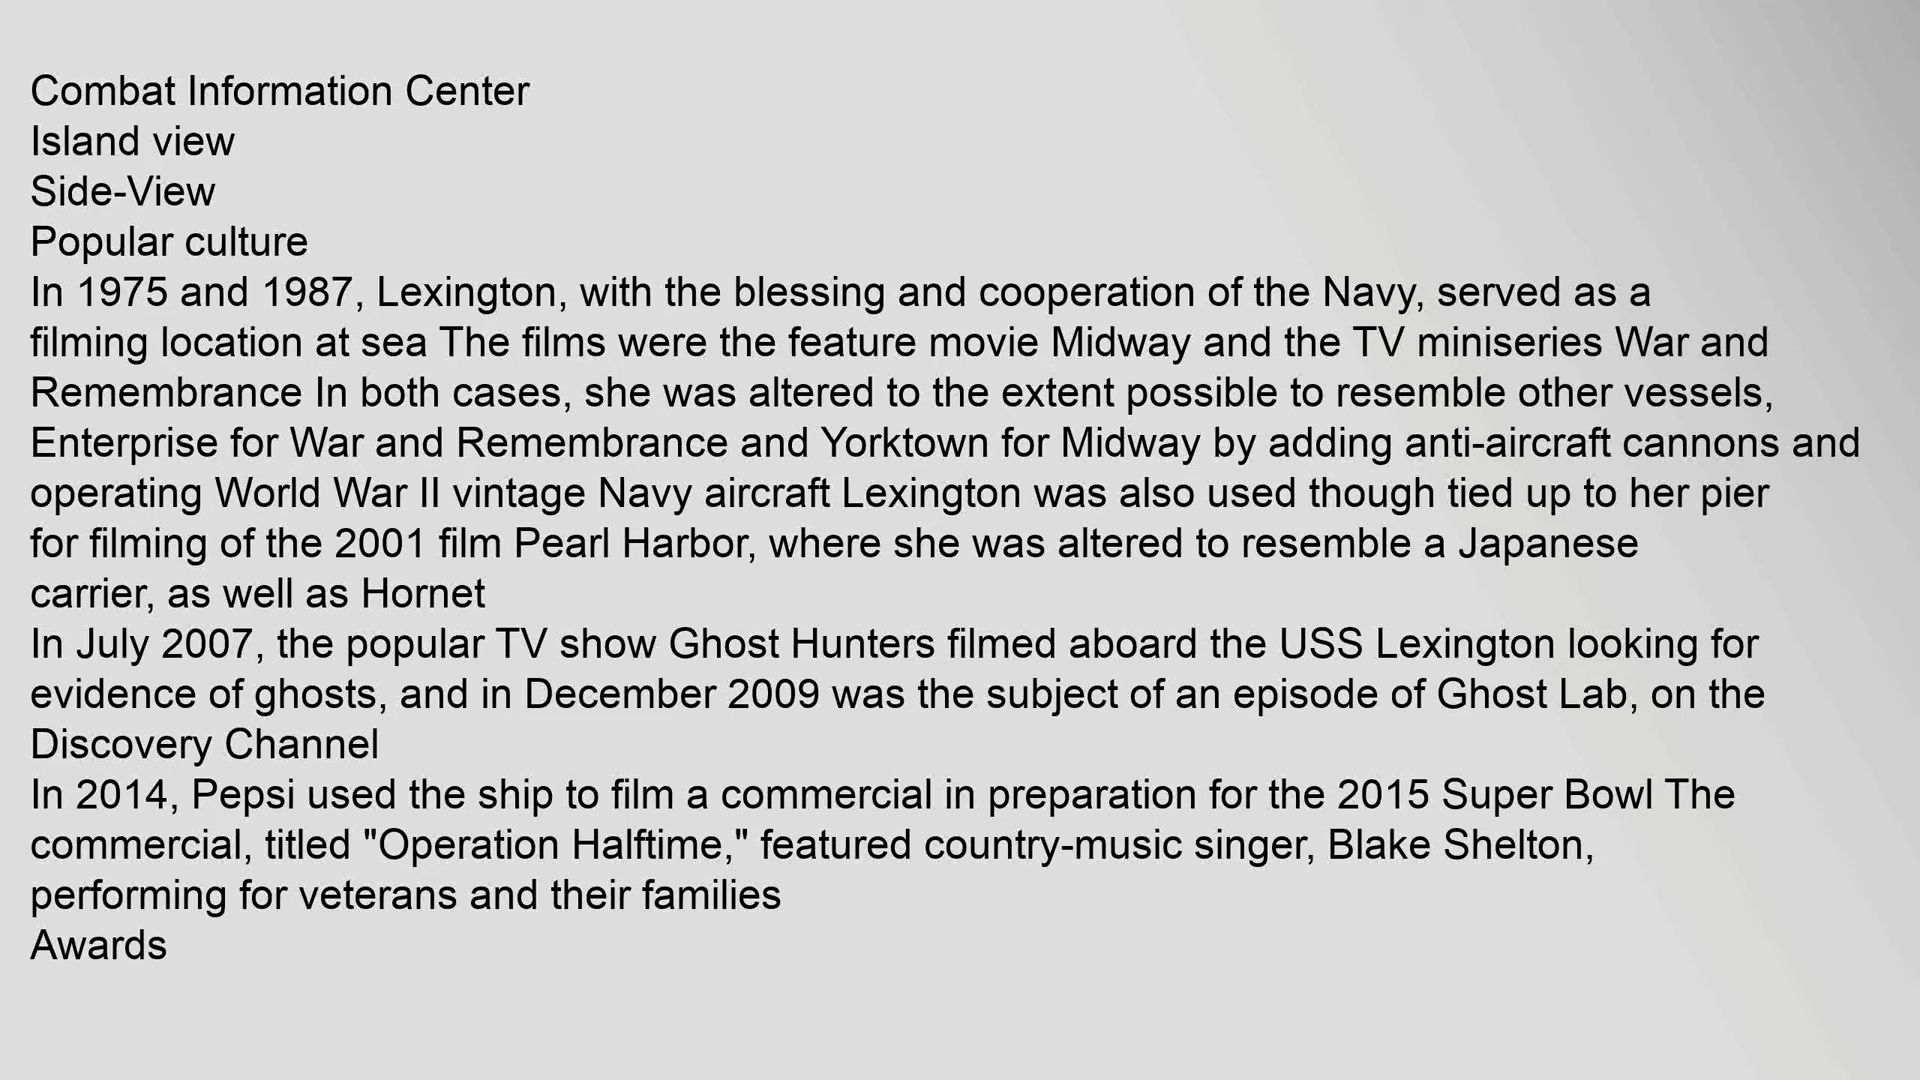 Combat Information Center
Island view
Side-View
Popular culture
In 1975 and 1987, Lexington, with the blessing and cooperation of the Navy, served as a
filming location at sea The films were the feature movie Midway and the TV miniseries War and
Remembrance In both cases, she was altered to the extent possible to resemble other vessels,
Enterprise for War and Remembrance and Yorktown for Midway by adding anti-aircraft cannons and
operating World War II vintage Navy aircraft Lexington was also used though tied up to her pier
for filming of the 2001 film Pearl Harbor, where she was altered to resemble a Japanese
carrier, as well as Hornet
In July 2007, the popular TV show Ghost Hunters filmed aboard the USS Lexington looking for
evidence of ghosts, and in December 2009 was the subject of an episode of Ghost Lab, on the
Discovery Channel
In 2014, Pepsi used the ship to film a commercial in preparation for the 2015 Super Bowl The
commercial, titled "Operation Halftime," featured country-music singer, Blake Shelton,
performing for veterans and their families
Awards